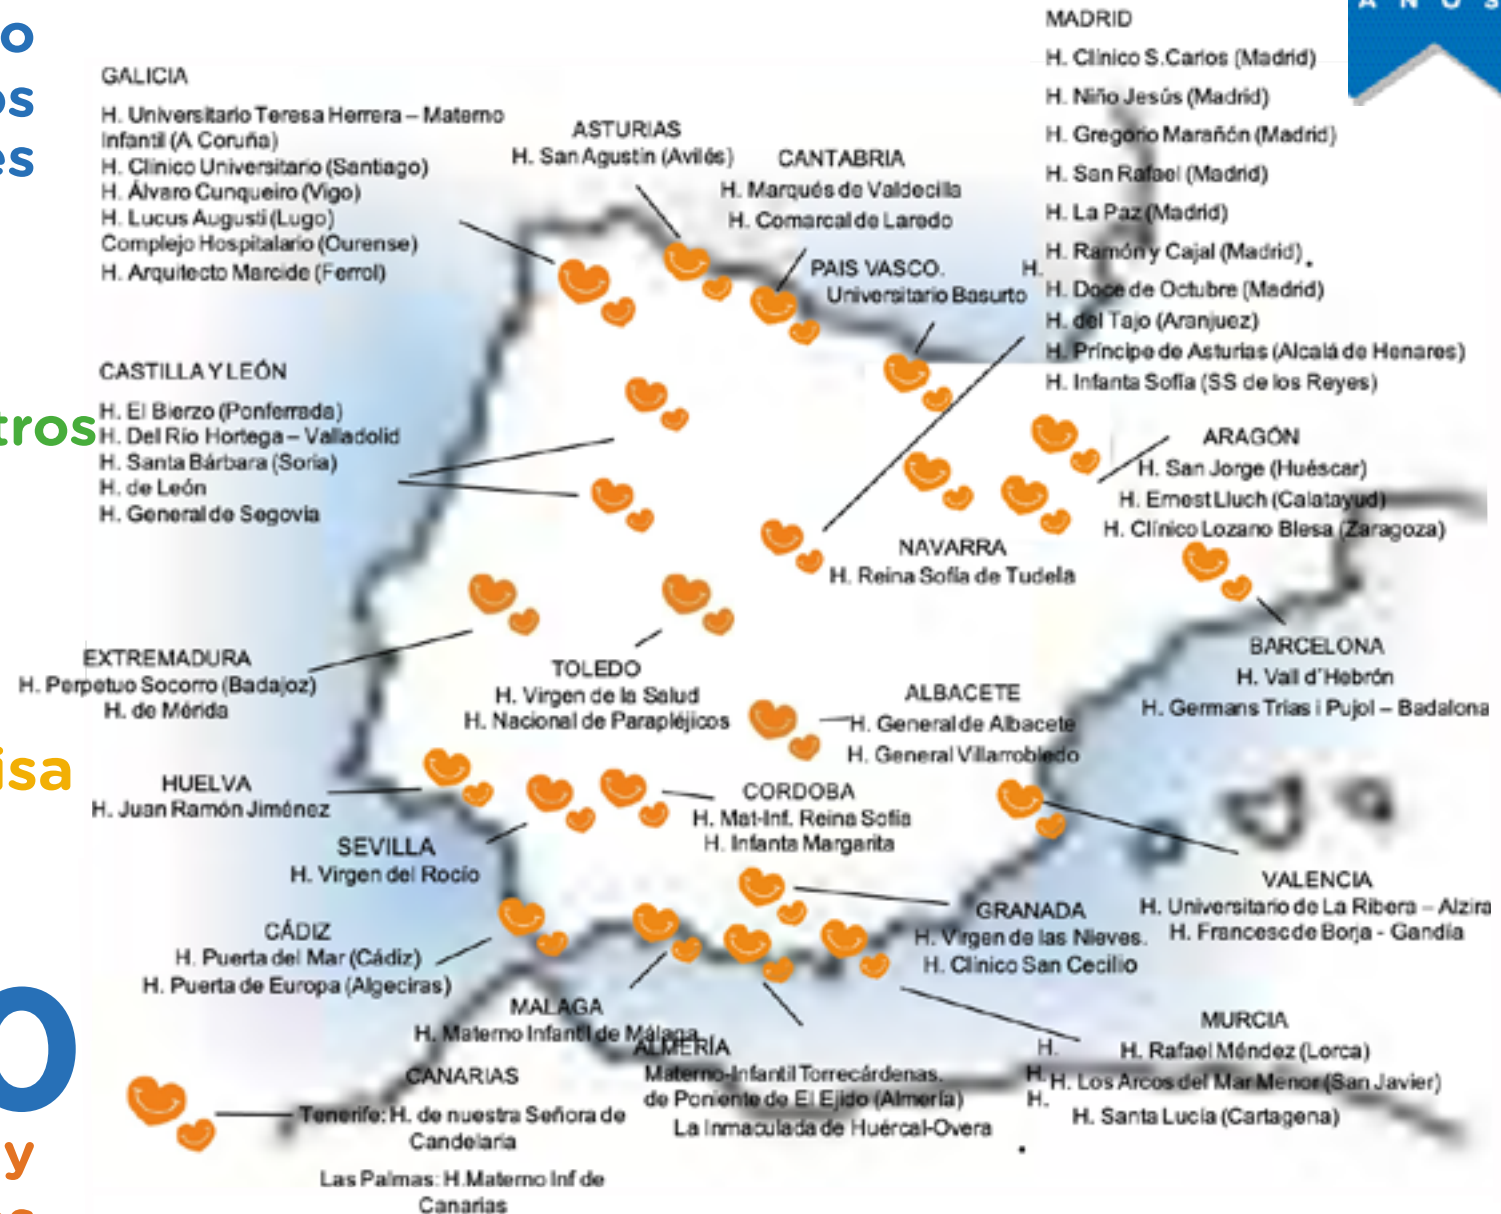 o
os
es
tros
isa
0
y
A N O S
GALICIA
H. Universitario Teresa Herrera – Materno
Infantil (A Coruña)
H. Clínico Universitario (Santiago)
H. Álvaro Cunqueiro (Vigo)
H. Lucus Augusti (Lugo)
Complejo Hospitalario (Ourense)
H. Arquitecto Marcide (Ferrol)
ASTURIAS
H. San Agustín (Avilés)
CANTABRIA
H. Marqués de Valdecilla
H. Comarcal de Laredo
PAIS VASCO. H.
Universitario Basurto
MADRID
H. Clínico S.Carlos (Madrid)
H. Niño Jesús (Madrid)
H. Gregorio Marañón (Madrid)
H. San Rafael (Madrid)
H. La Paz (Madrid)
H. Ramón y Cajal (Madrid)
H. Doce de Octubre (Madrid)
H. del Tajo (Aranjuez)
H. Príncipe de Asturias (Alcalá de Henares)
H. Infanta Sofía (SS de los Reyes)
CASTILLA Y LEÓN
H. El Bierzo (Ponferrada)
H. Del Río Hortega – Valladolid
H. Santa Bárbara (Soria)
H. de León
H. General de Segovia
ARAGÓN
H. San Jorge (Huéscar)
H. Ernest Lluch (Calatayud)
H. Clínico Lozano Blesa (Zaragoza)
NAVARRA
H. Reina Sofía de Tudela
BARCELONA
H. Vall d´Hebrón
H. Germans Trias i Pujol – Badalona
EXTREMADURA
H. Perpetuo Socorro (Badajoz)
H. de Mérida
TOLEDO
H. Virgen de la Salud
H. Nacional de Parapléjicos
ALBACETE
H. General de Albacete
H. General Villarrobledo
HUELVA
H. Juan Ramón Jiménez
CORDOBA
H. Mat-Inf. Reina Sofía
H. Infanta Margarita
SEVILLA
H. Virgen del Rocío
VALENCIA
H. Universitario de La Ribera – Alzira
H. Francesc de Borja - Gandía
GRANADA
H. Virgen de las Nieves.
H. Clínico San Cecilio
CÁDIZ
H. Puerta del Mar (Cádiz)
H. Puerta de Europa (Algeciras)
MALAGA
H. Materno Infantil de Málaga
ALMERÍA
H.
Materno-Infantil Torrecárdenas. H.
de Poniente de El Ejido (Almería) H.
La Inmaculada de Huércal-Overa
MURCIA
H. Rafael Méndez (Lorca)
H. Los Arcos del Mar Menor (San Javier)
H. Santa Lucía (Cartagena)
CANARIAS
Tenerife: H. de nuestra Señora de
Candelaria
Las Palmas: H.Materno Inf de
Canarias